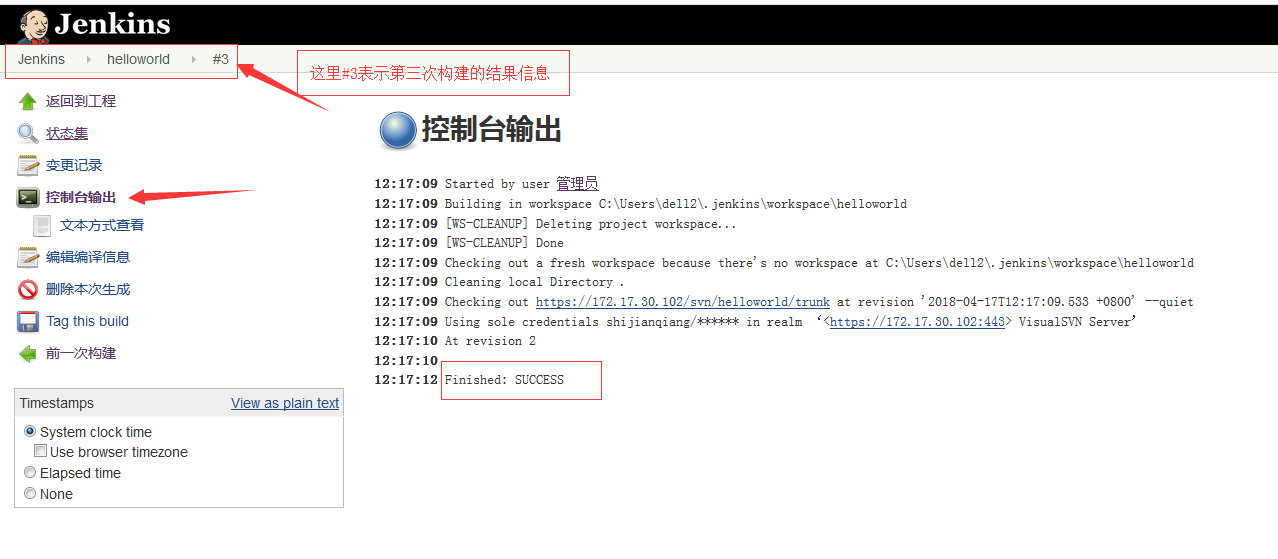 Jenkins
Jenkins helloworld #3
这里#3表示第三次构建的结果信息
返回到工程
状态集
变更记录
控制台输出
文本方式查看
编辑编译信息
删除本次生成
Tag this build
前一次构建
Timestamps View as plain text
System clock time
Use browser timezone
Elapsed time
None
控制台输出
12:17:09 Started by user 管理员
12:17:09 Building in workspace C:\Users\dell2\.jenkins\workspace\helloworld
12:17:09 [WS-CLEANUP] Deleting project workspace...
12:17:09 [WS-CLEANUP] Done
12:17:09 Checking out a fresh workspace because there's no workspace at C:\Users\dell2\.jenkins\workspace\helloworld
12:17:09 Cleaning local Directory .
12:17:09 Checking out https://172.17.30.102/svn/helloworld/trunk at revision '2018-04-17T12:17:09.533 +0800' --quiet
12:17:09 Using sole credentials shijianqiang/****** in realm ‘<https://172.17.30.102:443> VisualSVN Server’
12:17:10 At revision 2
12:17:10
12:17:12 Finished: SUCCESS